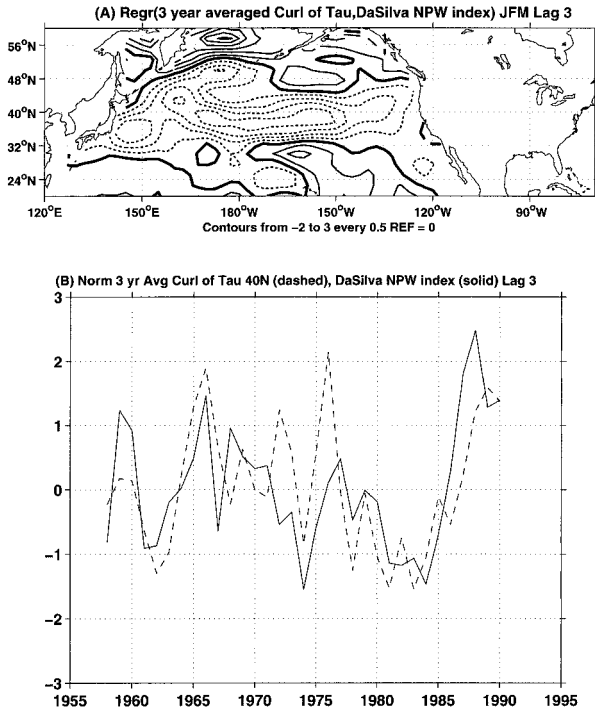 (A) Regr(3 year averaged Curl of Tau,DaSilva NPW index) JFM Lag 3
56°N
48°N
40°N
32°N
24°N
120°E 150°E 180°W 150°W 120°W 90°W
Contours from −2 to 3 every 0.5 REF = 0
(B) Norm 3 yr Avg Curl of Tau 40N (dashed), DaSilva NPW index (solid) Lag 3
3
2
1
0
−1
−2
−3
1955 1960 1965 1970 1975 1980 1985 1990 1995